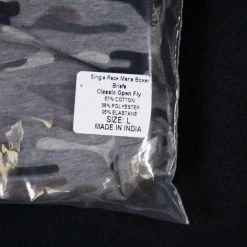 Single Pack Mens Boxer
Briefs
Classic Open Fly
57% COTTON
38% POLYESTER
05% ELASTANE
SIZE: L
MADE IN INDIA